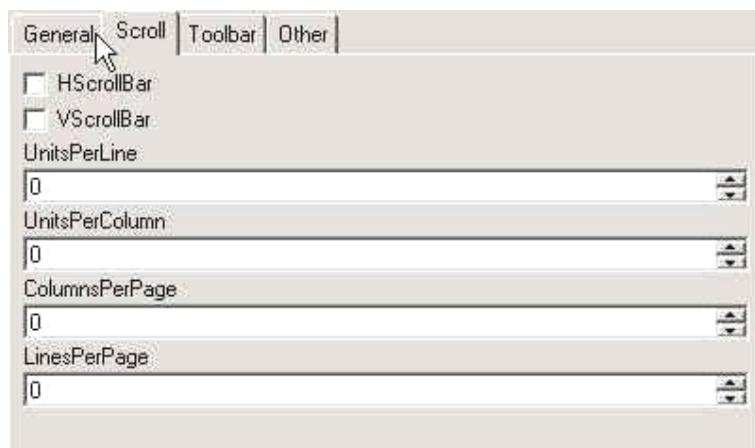 General Scroll Toolbar Other
HScrollBar
VScrollBar
UnitsPerLine
0
UnitsPerColumn
0
ColumnsPerPage
0
LinesPerPage
0